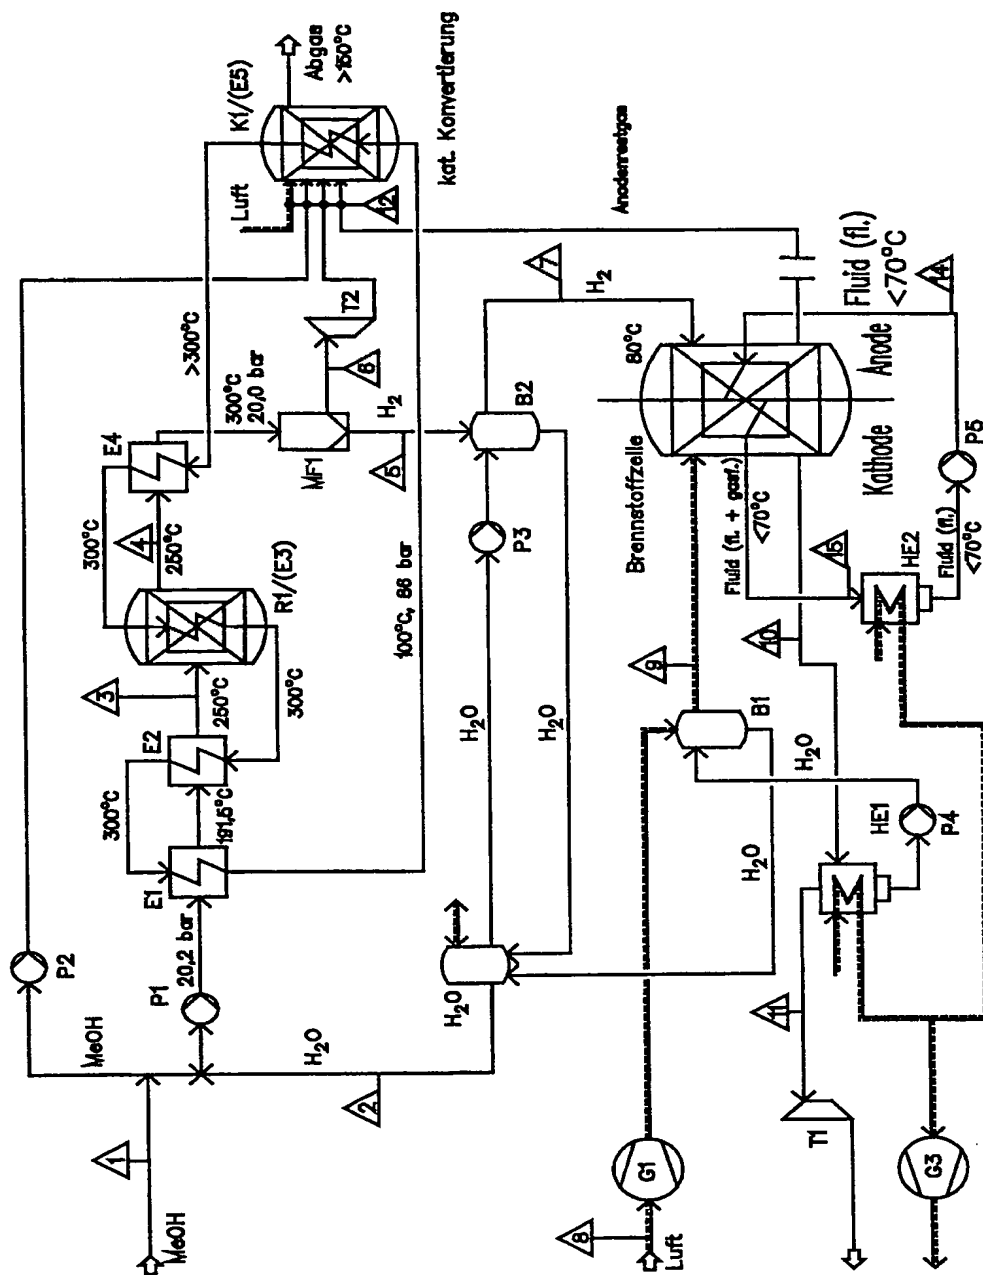 MeOH
1
MeOH
P2
P1
20,2 bar
H₂O
2
E1
300°C
191,5°C
E2
3
250°C
300°C
R1/(E3)
300°C
4
250°C
E4
>300°C
300°C
20,0 bar
MF1
H₂
5
6
T2
Luft
12
K1/(E5)
Abgas
>150°C
kat. Konvertierung
100°C, 86 bar
H₂O
H₂O
P3
H₂O
B2
7
H₂
Anodenrestgas
Luft
8
G1
H₂O
B1
9
Brennstoffzelle
80°C
Kathode
Anode
Fluid (fl.)
<70°C
14
Fluid (fl. + gasf.)
<70°C
15
10
H₂O
HE1
P4
11
T1
G3
HE2
Fluid (fl.)
<70°C
P5